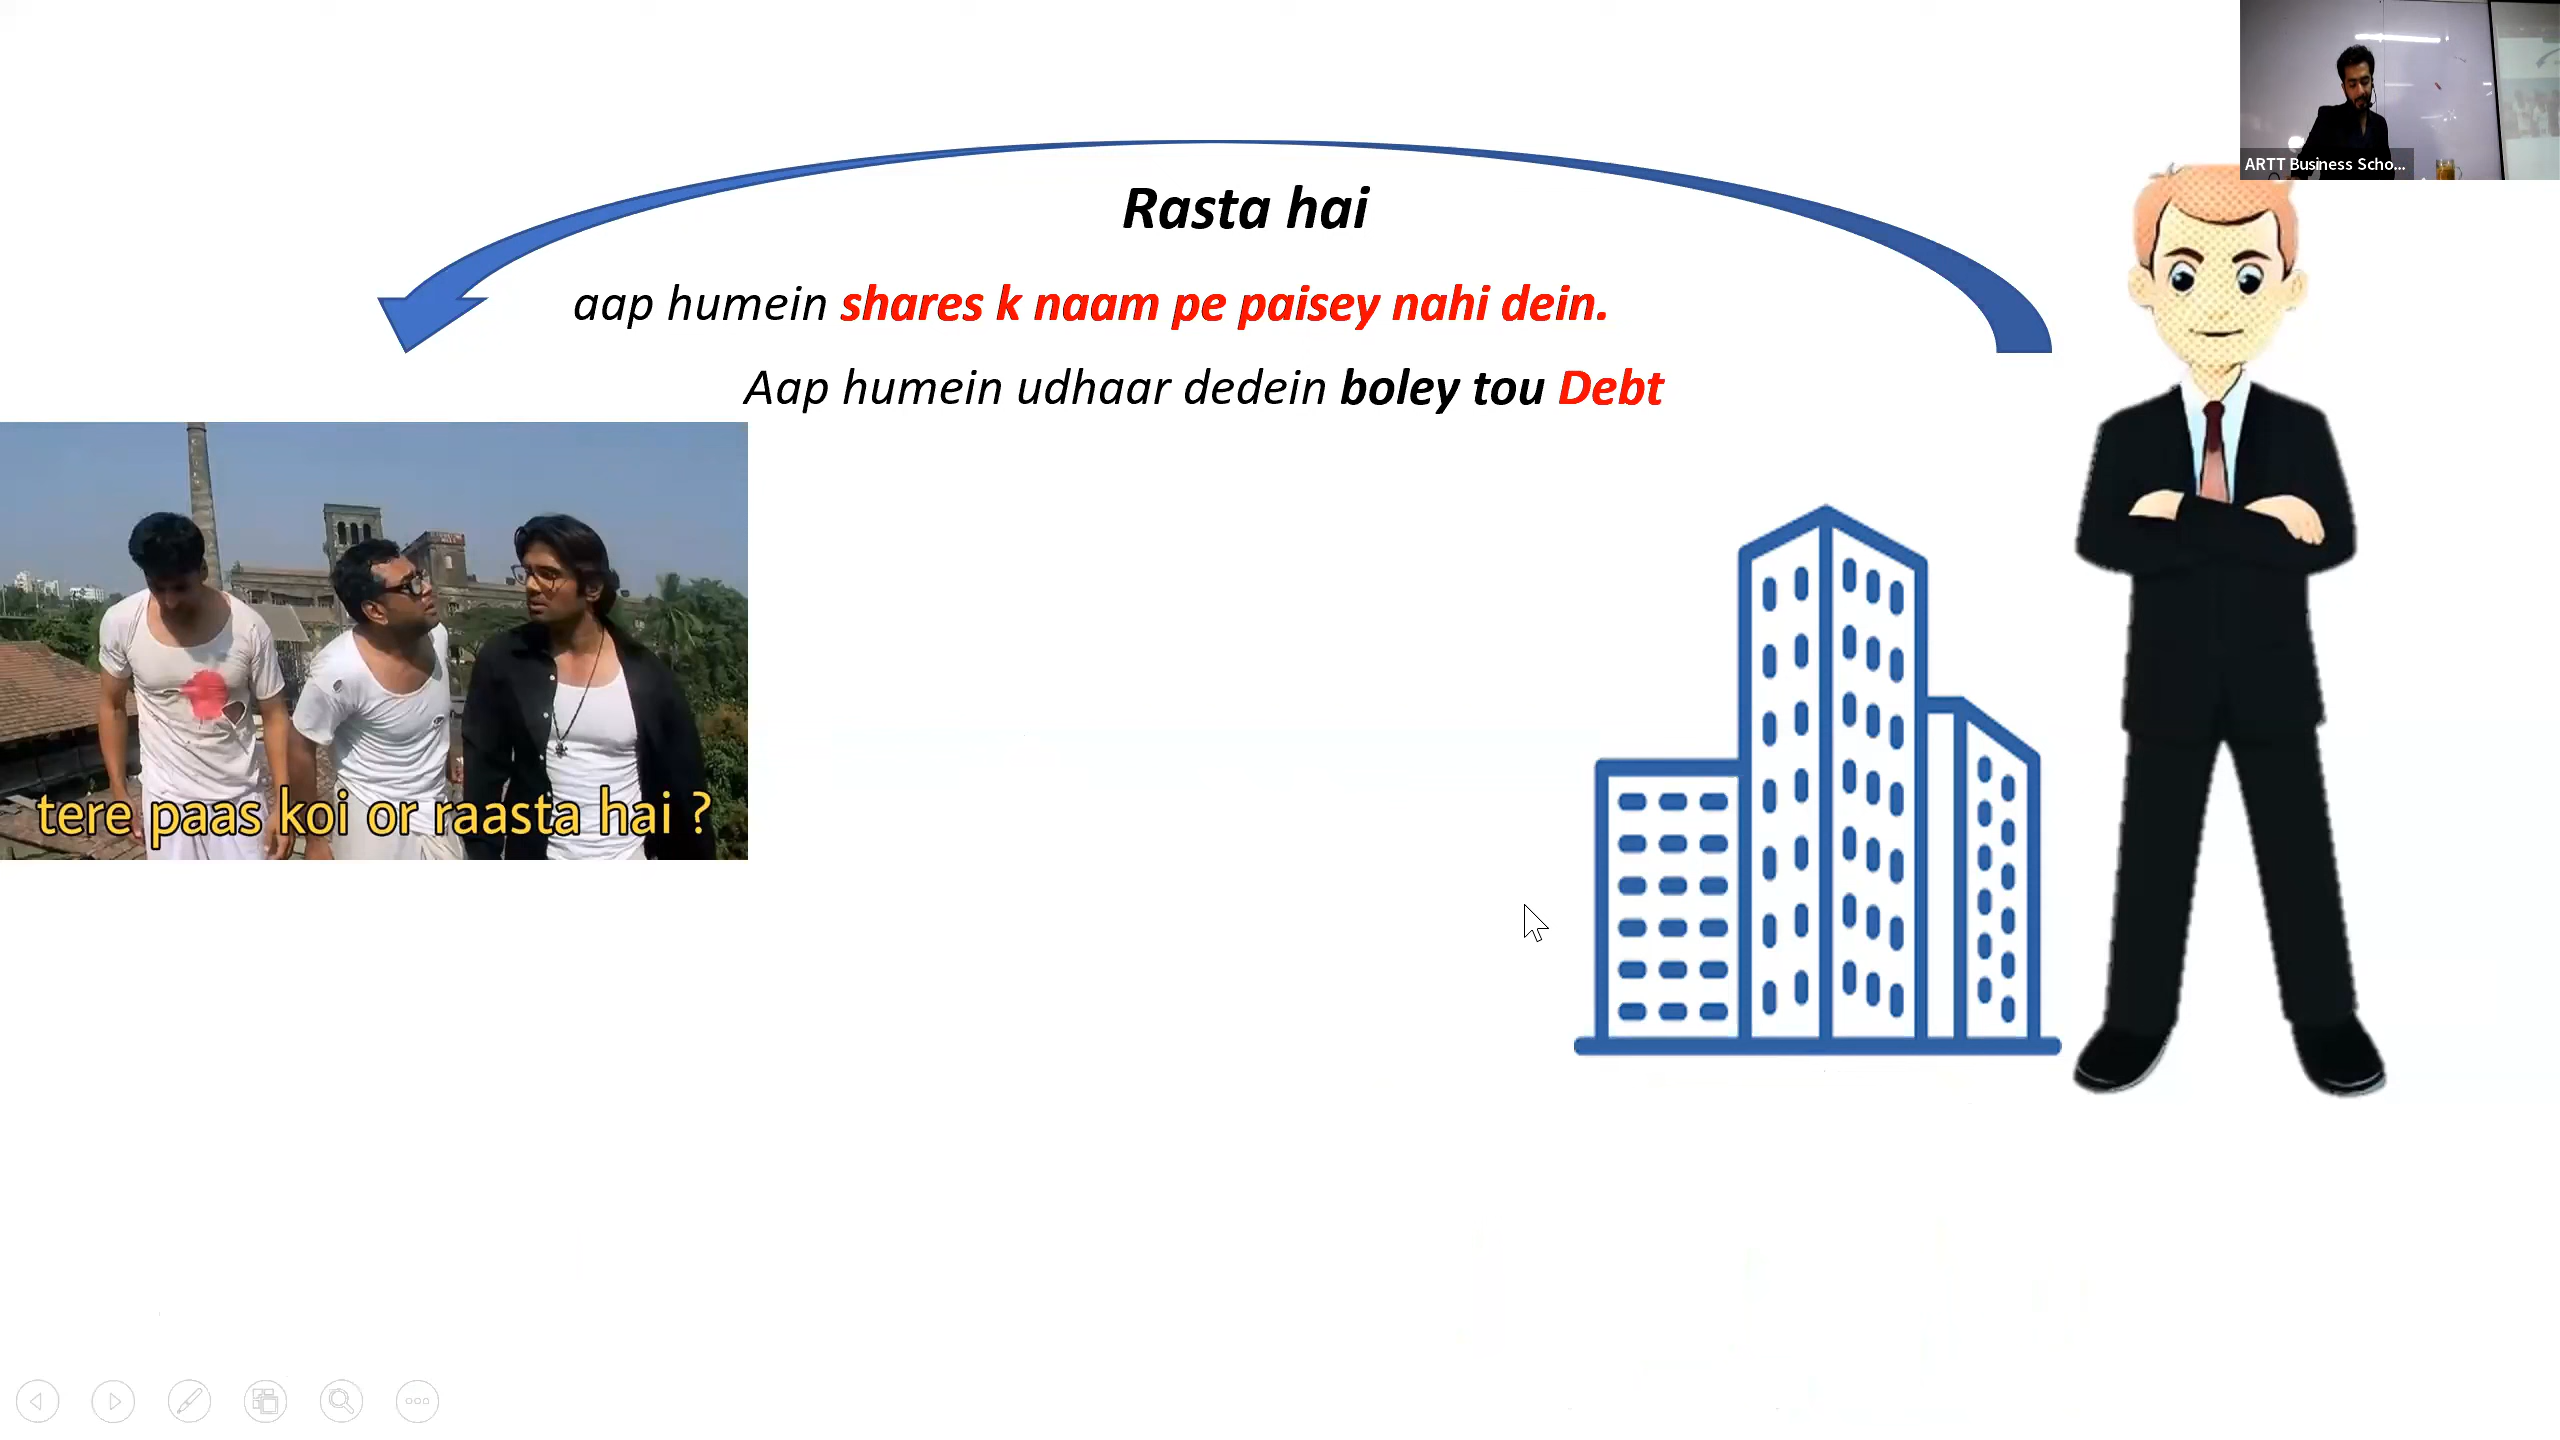 ARTT Business Scho...
Rasta hai
aap humein shares k naam pe paisey nahi dein.
Aap humein udhaar dedein boley tou Debt
tere paas koi or raasta hai ?